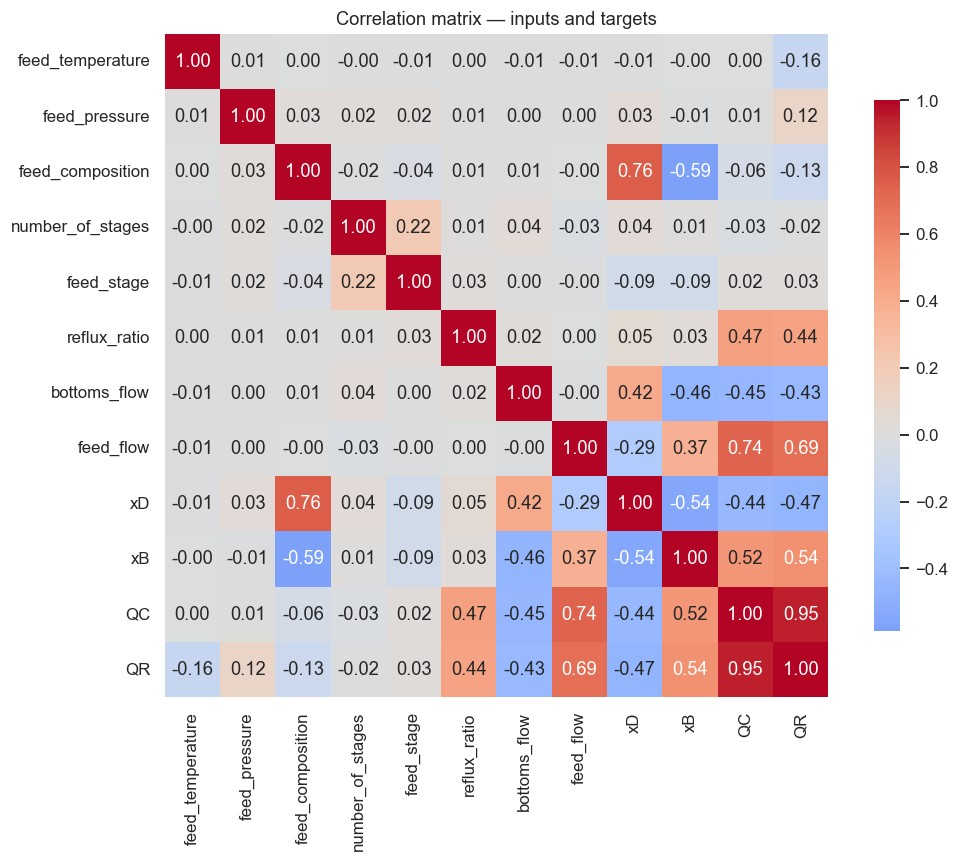 Correlation matrix — inputs and targets
feed_temperature 1.00 0.01 0.00 -0.00 -0.01 0.00 -0.01 -0.01 -0.01 -0.00 0.00 -0.16
feed_pressure 0.01 1.00 0.03 0.02 0.02 0.01 0.00 0.00 0.03 -0.01 0.01 0.12
feed_composition 0.00 0.03 1.00 -0.02 -0.04 0.01 0.01 -0.00 0.76 -0.59 -0.06 -0.13
number_of_stages -0.00 0.02 -0.02 1.00 0.22 0.01 0.04 -0.03 0.04 0.01 -0.03 -0.02
feed_stage -0.01 0.02 -0.04 0.22 1.00 0.03 0.00 -0.00 -0.09 -0.09 0.02 0.03
reflux_ratio 0.00 0.01 0.01 0.01 0.03 1.00 0.02 0.00 0.05 0.03 0.47 0.44
bottoms_flow -0.01 0.00 0.01 0.04 0.00 0.02 1.00 -0.00 0.42 -0.46 -0.45 -0.43
feed_flow -0.01 0.00 -0.00 -0.03 -0.00 0.00 -0.00 1.00 -0.29 0.37 0.74 0.69
xD -0.01 0.03 0.76 0.04 -0.09 0.05 0.42 -0.29 1.00 -0.54 -0.44 -0.47
xB -0.00 -0.01 -0.59 0.01 -0.09 0.03 -0.46 0.37 -0.54 1.00 0.52 0.54
QC 0.00 0.01 -0.06 -0.03 0.02 0.47 -0.45 0.74 -0.44 0.52 1.00 0.95
QR -0.16 0.12 -0.13 -0.02 0.03 0.44 -0.43 0.69 -0.47 0.54 0.95 1.00
feed_temperature
feed_pressure
feed_composition
number_of_stages
feed_stage
reflux_ratio
bottoms_flow
feed_flow
xD
xB
QC
QR
1.0
0.8
0.6
0.4
0.2
0.0
−0.2
−0.4